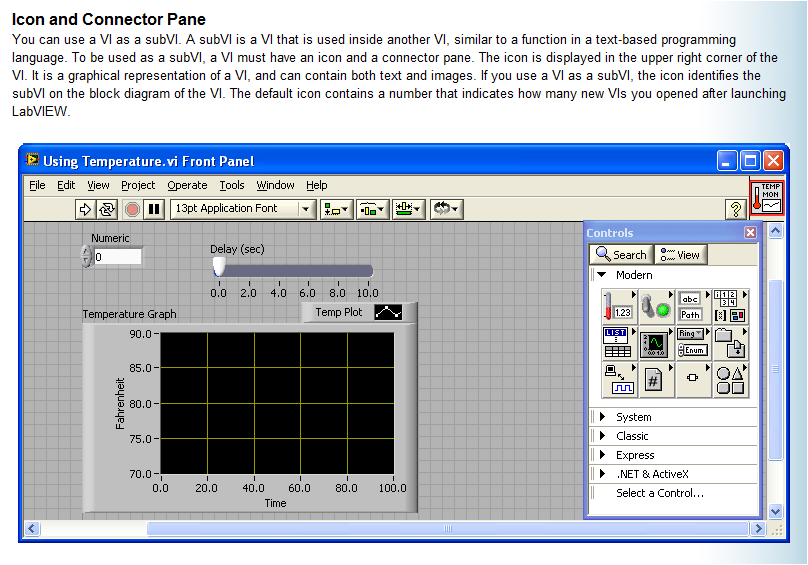 Icon and Connector Pane
You can use a VI as a subVI. A subVI is a VI that is used inside another VI, similar to a function in a text-based programming
language. To be used as a subVI, a VI must have an icon and a connector pane. The icon is displayed in the upper right corner of the
VI. It is a graphical representation of a VI, and can contain both text and images. If you use a VI as a subVI, the icon identifies the
subVI on the block diagram of the VI. The default icon contains a number that indicates how many new VIs you opened after launching
LabVIEW.
Using Temperature.vi Front Panel
File Edit View Project Operate Tools Window Help
TEMP
MON
13pt Application Font
?
Numeric
0
Delay (sec)
0.0 2.0 4.0 6.0 8.0 10.0
Temperature Graph
Temp Plot
90.0
85.0
80.0
75.0
70.0
Fahrenheit
0.0 20.0 40.0 60.0 80.0 100.0
Time
Controls
Search View
Modern
1.23
abc
Path
1 2
3 4
LIST
Ring
Enum
#
System
Classic
Express
.NET & ActiveX
Select a Control...